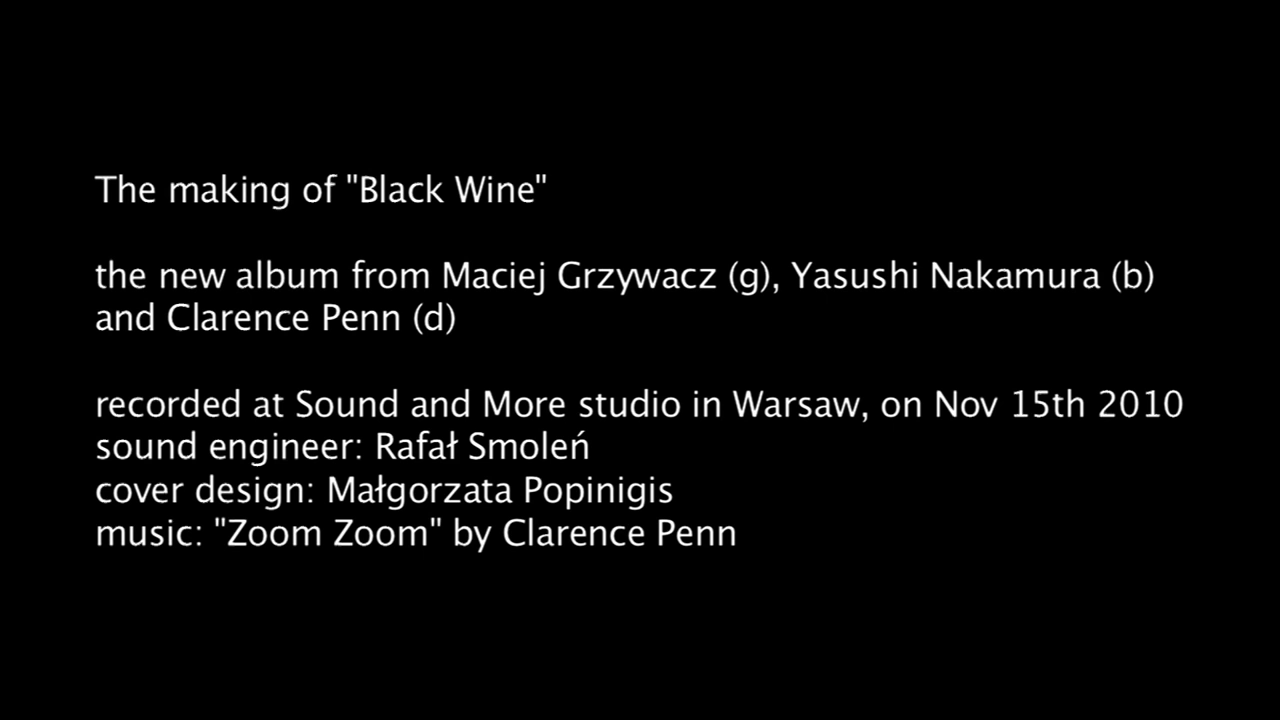 The making of "Black Wine"
the new album from Maciej Grzywacz (g), Yasushi Nakamura (b)
and Clarence Penn (d)
recorded at Sound and More studio in Warsaw, on Nov 15th 2010
sound engineer: Rafał Smoleń
cover design: Małgorzata Popinigis
music: "Zoom Zoom" by Clarence Penn